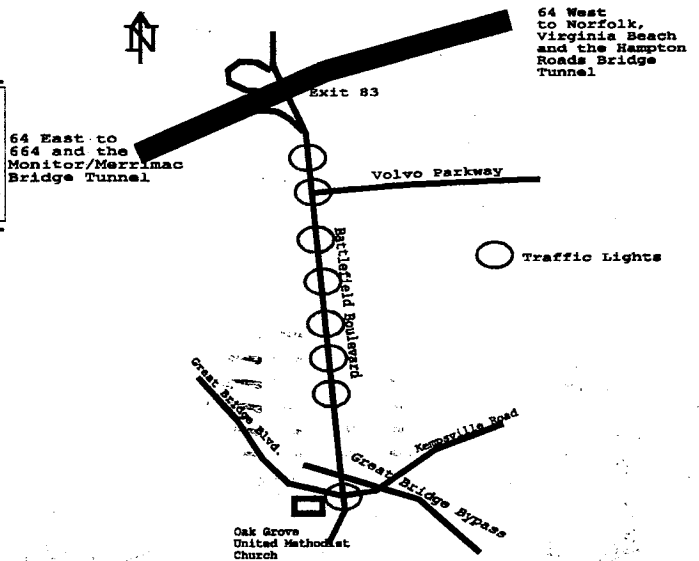 64 West
to Norfolk,
Virginia Beach
and the Hampton
Roads Bridge
Tunnel
N
Exit 83
64 East to
664 and the
Monitor/Merrimac
Bridge Tunnel
Volvo Parkway
Battlefield Boulevard
Traffic Lights
Great Bridge Blvd.
Kempsville Road
Great Bridge Bypass
Oak Grove
United Methodist
Church